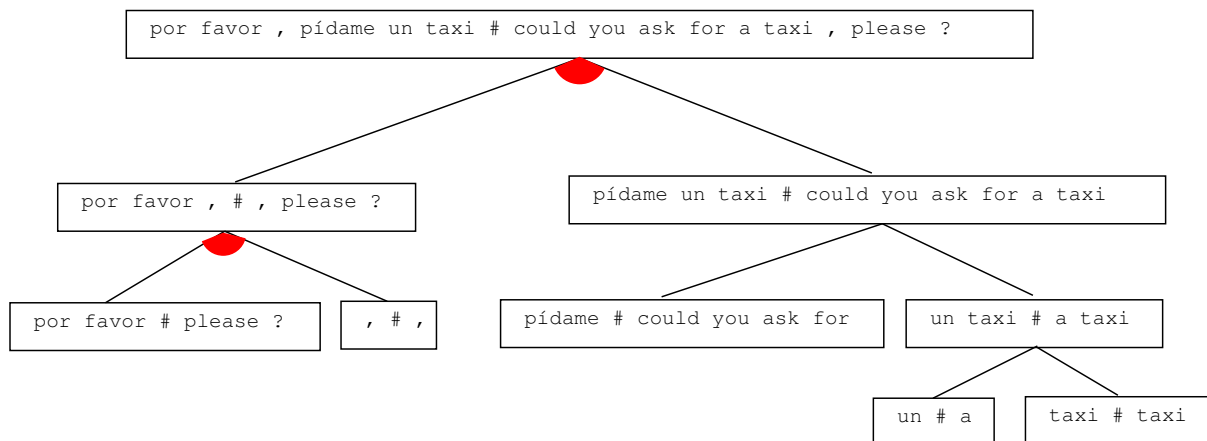 por favor , pídame un taxi # could you ask for a taxi , please ?
por favor , # , please ?
pídame un taxi # could you ask for a taxi
por favor # please ?
, # ,
pídame # could you ask for
un taxi # a taxi
un # a
taxi # taxi